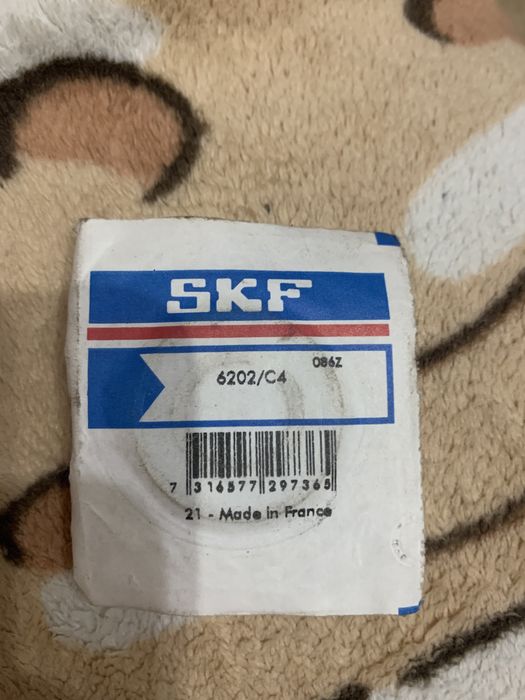 SKF
086Z
6202/C4
7 316577 297365
21 - Made in France